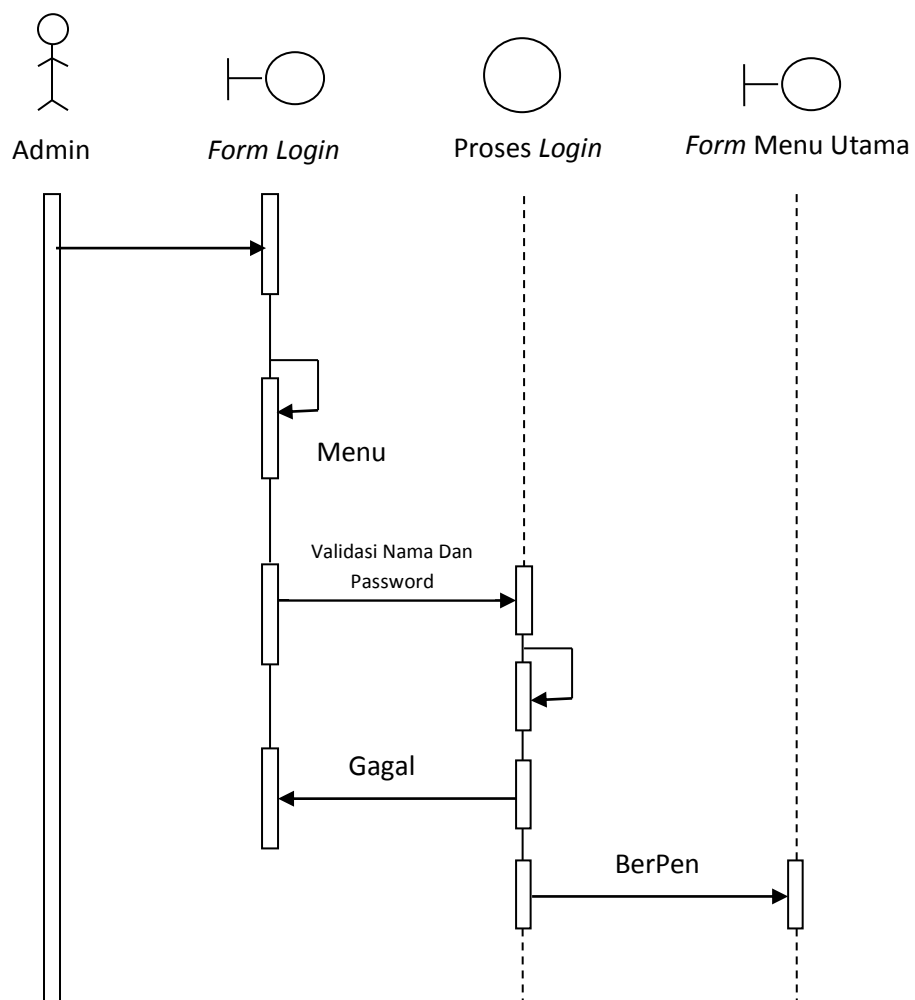 Admin
Form Login
Proses Login
Form Menu Utama
Menu
Validasi Nama Dan
Password
Gagal
BerPen